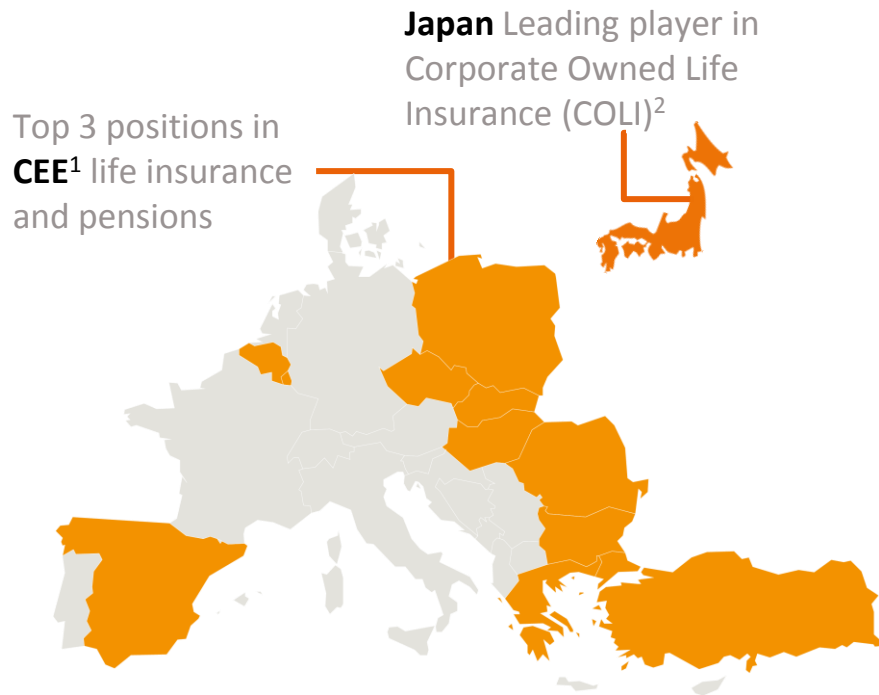 Japan Leading player in
Corporate Owned Life
Insurance (COLI)²
Top 3 positions in
CEE¹ life insurance
and pensions